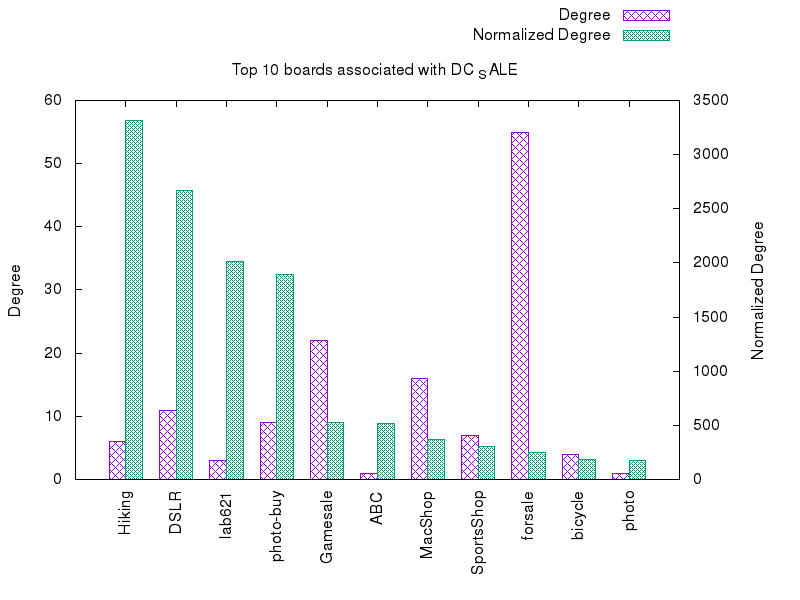 Degree
Normalized Degree
Top 10 boards associated with DC SALE
60
50
40
30
20
10
0
3500
3000
2500
2000
1500
1000
500
0
Degree
Normalized Degree
Hiking
DSLR
lab621
photo-buy
Gamesale
ABC
MacShop
SportsShop
forsale
bicycle
photo